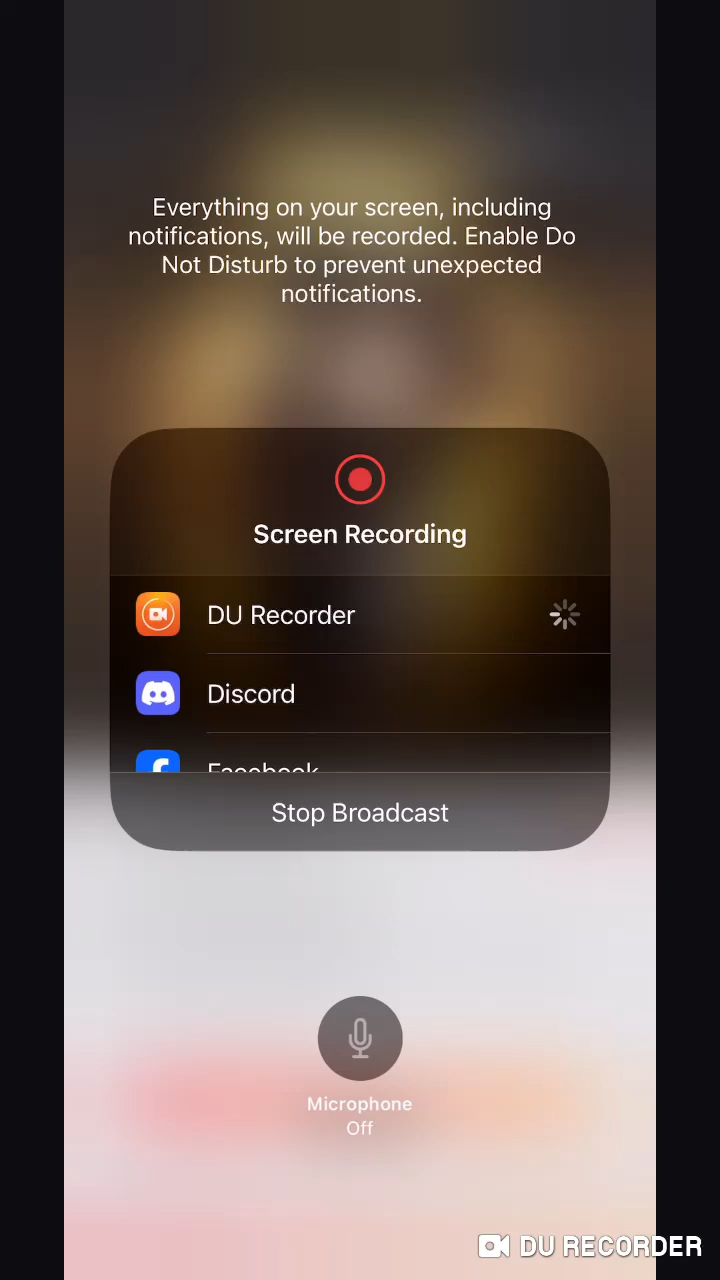 Everything on your screen, including
notifications, will be recorded. Enable Do
Not Disturb to prevent unexpected
notifications.
Screen Recording
DU Recorder
Discord
Facebook
Stop Broadcast
Microphone
Off
DU RECORDER